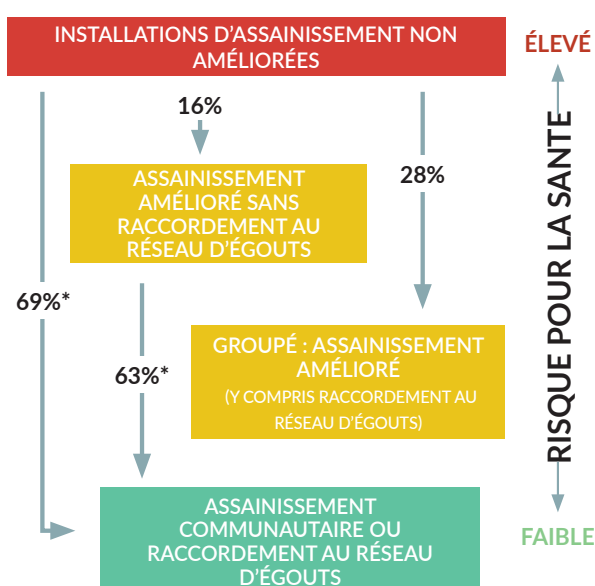 INSTALLATIONS D'ASSAINISSEMENT NON
AMÉLIORÉES
ÉLEVÉ
16%
ASSAINISSEMENT
AMÉLIORÉ SANS
RACCORDEMENT AU
RÉSEAU D'ÉGOUTS
28%
69%*
63%*
GROUPÉ : ASSAINISSEMENT
AMÉLIORÉ
(Y COMPRIS RACCORDEMENT AU
RÉSEAU D'ÉGOUTS)
RISQUE POUR LA SANTE
ASSAINISSEMENT
COMMUNAUTAIRE OU
RACCORDEMENT AU RÉSEAU
D'ÉGOUTS
FAIBLE